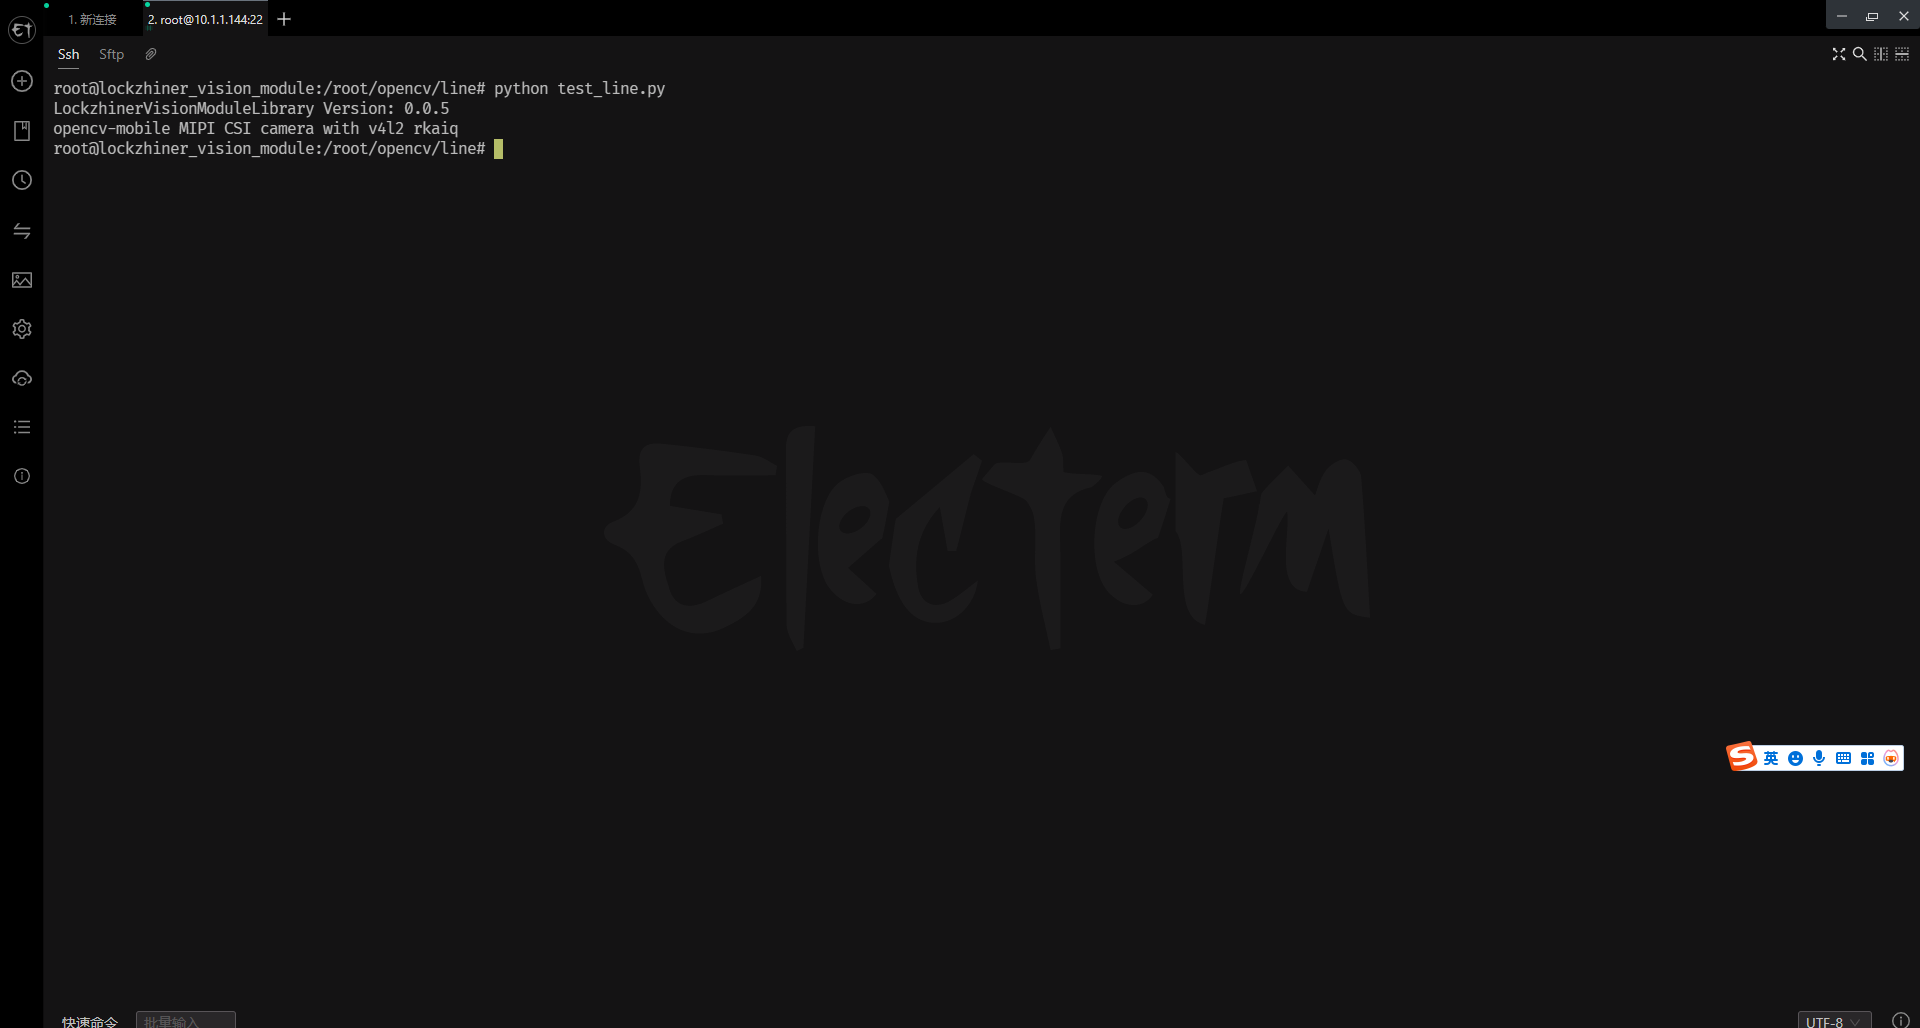 1. 新连接
2. root@10.1.1.144:22
Ssh
Sftp
root@lockzhiner_vision_module:/root/opencv/line# python test_line.py
LockzhinerVisionModuleLibrary Version: 0.0.5
opencv-mobile MIPI CSI camera with v4l2 rkaiq
root@lockzhiner_vision_module:/root/opencv/line#
Electerm
英
快速命令
批量输入
UTF-8